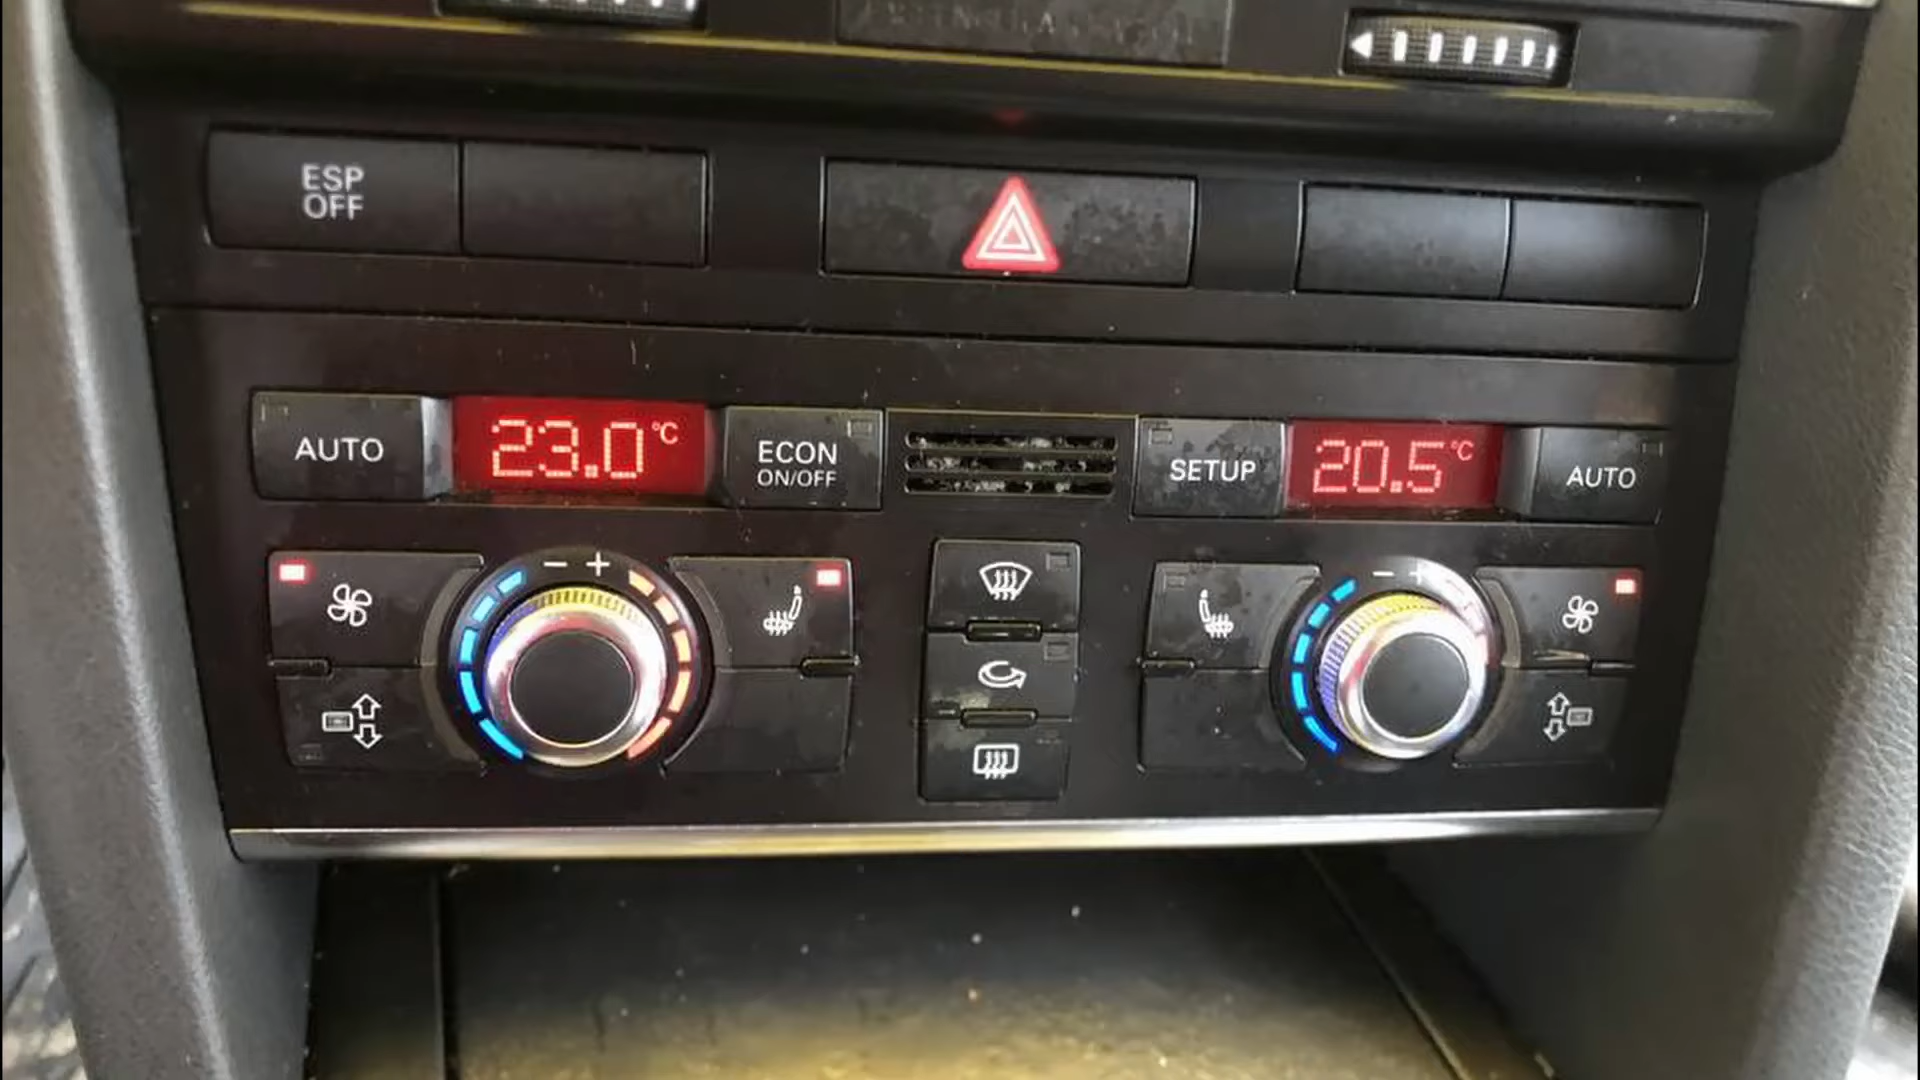 ESP
OFF
AUTO
23.0 °C
ECON
ON/OFF
SETUP
20.5 °C
AUTO
- +
- +